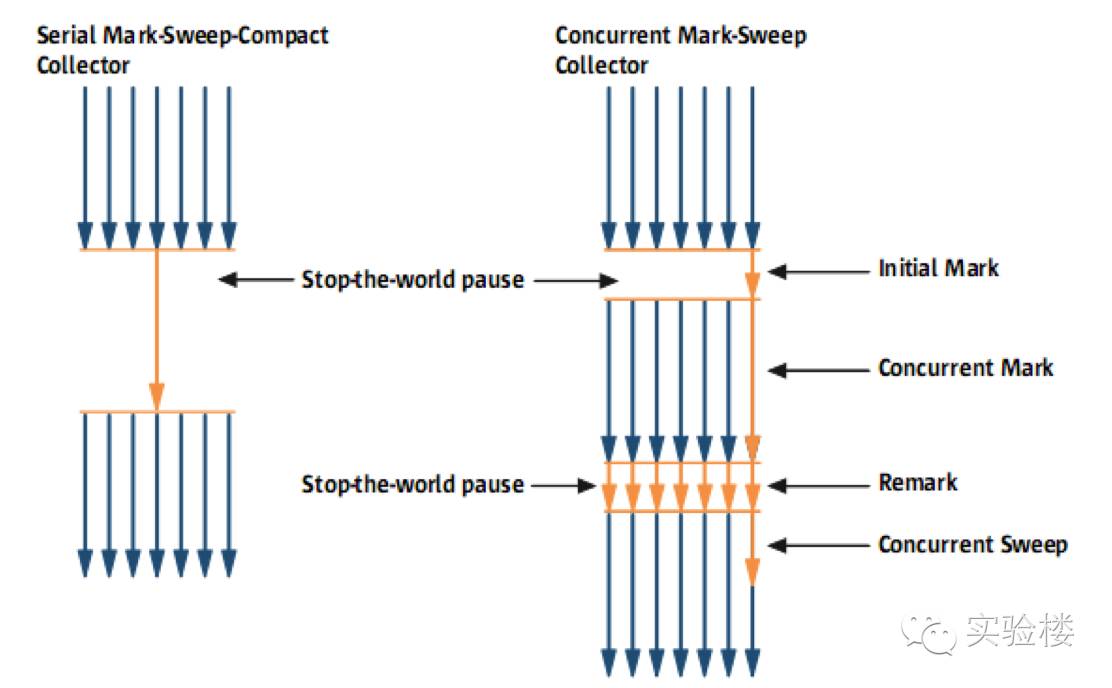 Serial Mark-Sweep-Compact
Collector
Concurrent Mark-Sweep
Collector
Stop-the-world pause
Initial Mark
Concurrent Mark
Stop-the-world pause
Remark
Concurrent Sweep
实验楼